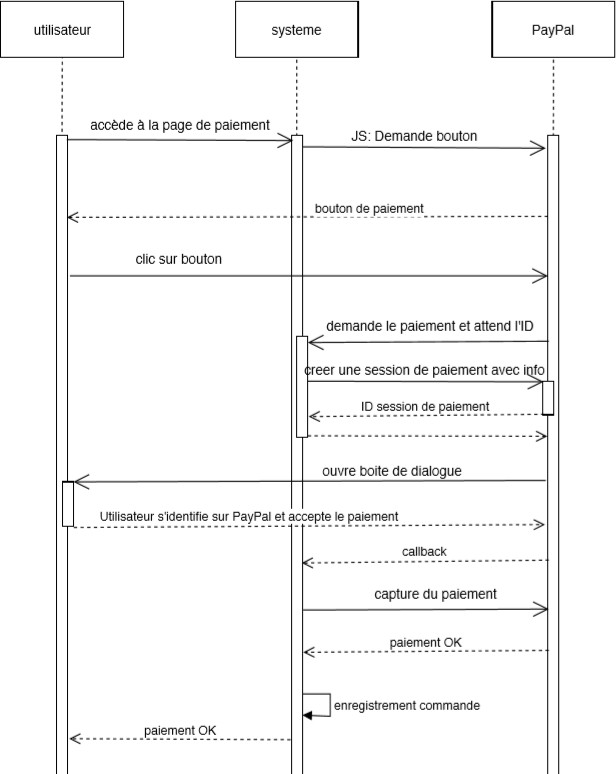 utilisateur
systeme
PayPal
accède à la page de paiement
JS: Demande bouton
bouton de paiement
clic sur bouton
demande le paiement et attend l'ID
creer une session de paiement avec info
ID session de paiement
ouvre boite de dialogue
Utilisateur s'identifie sur PayPal et accepte le paiement
callback
capture du paiement
paiement OK
enregistrement commande
paiement OK